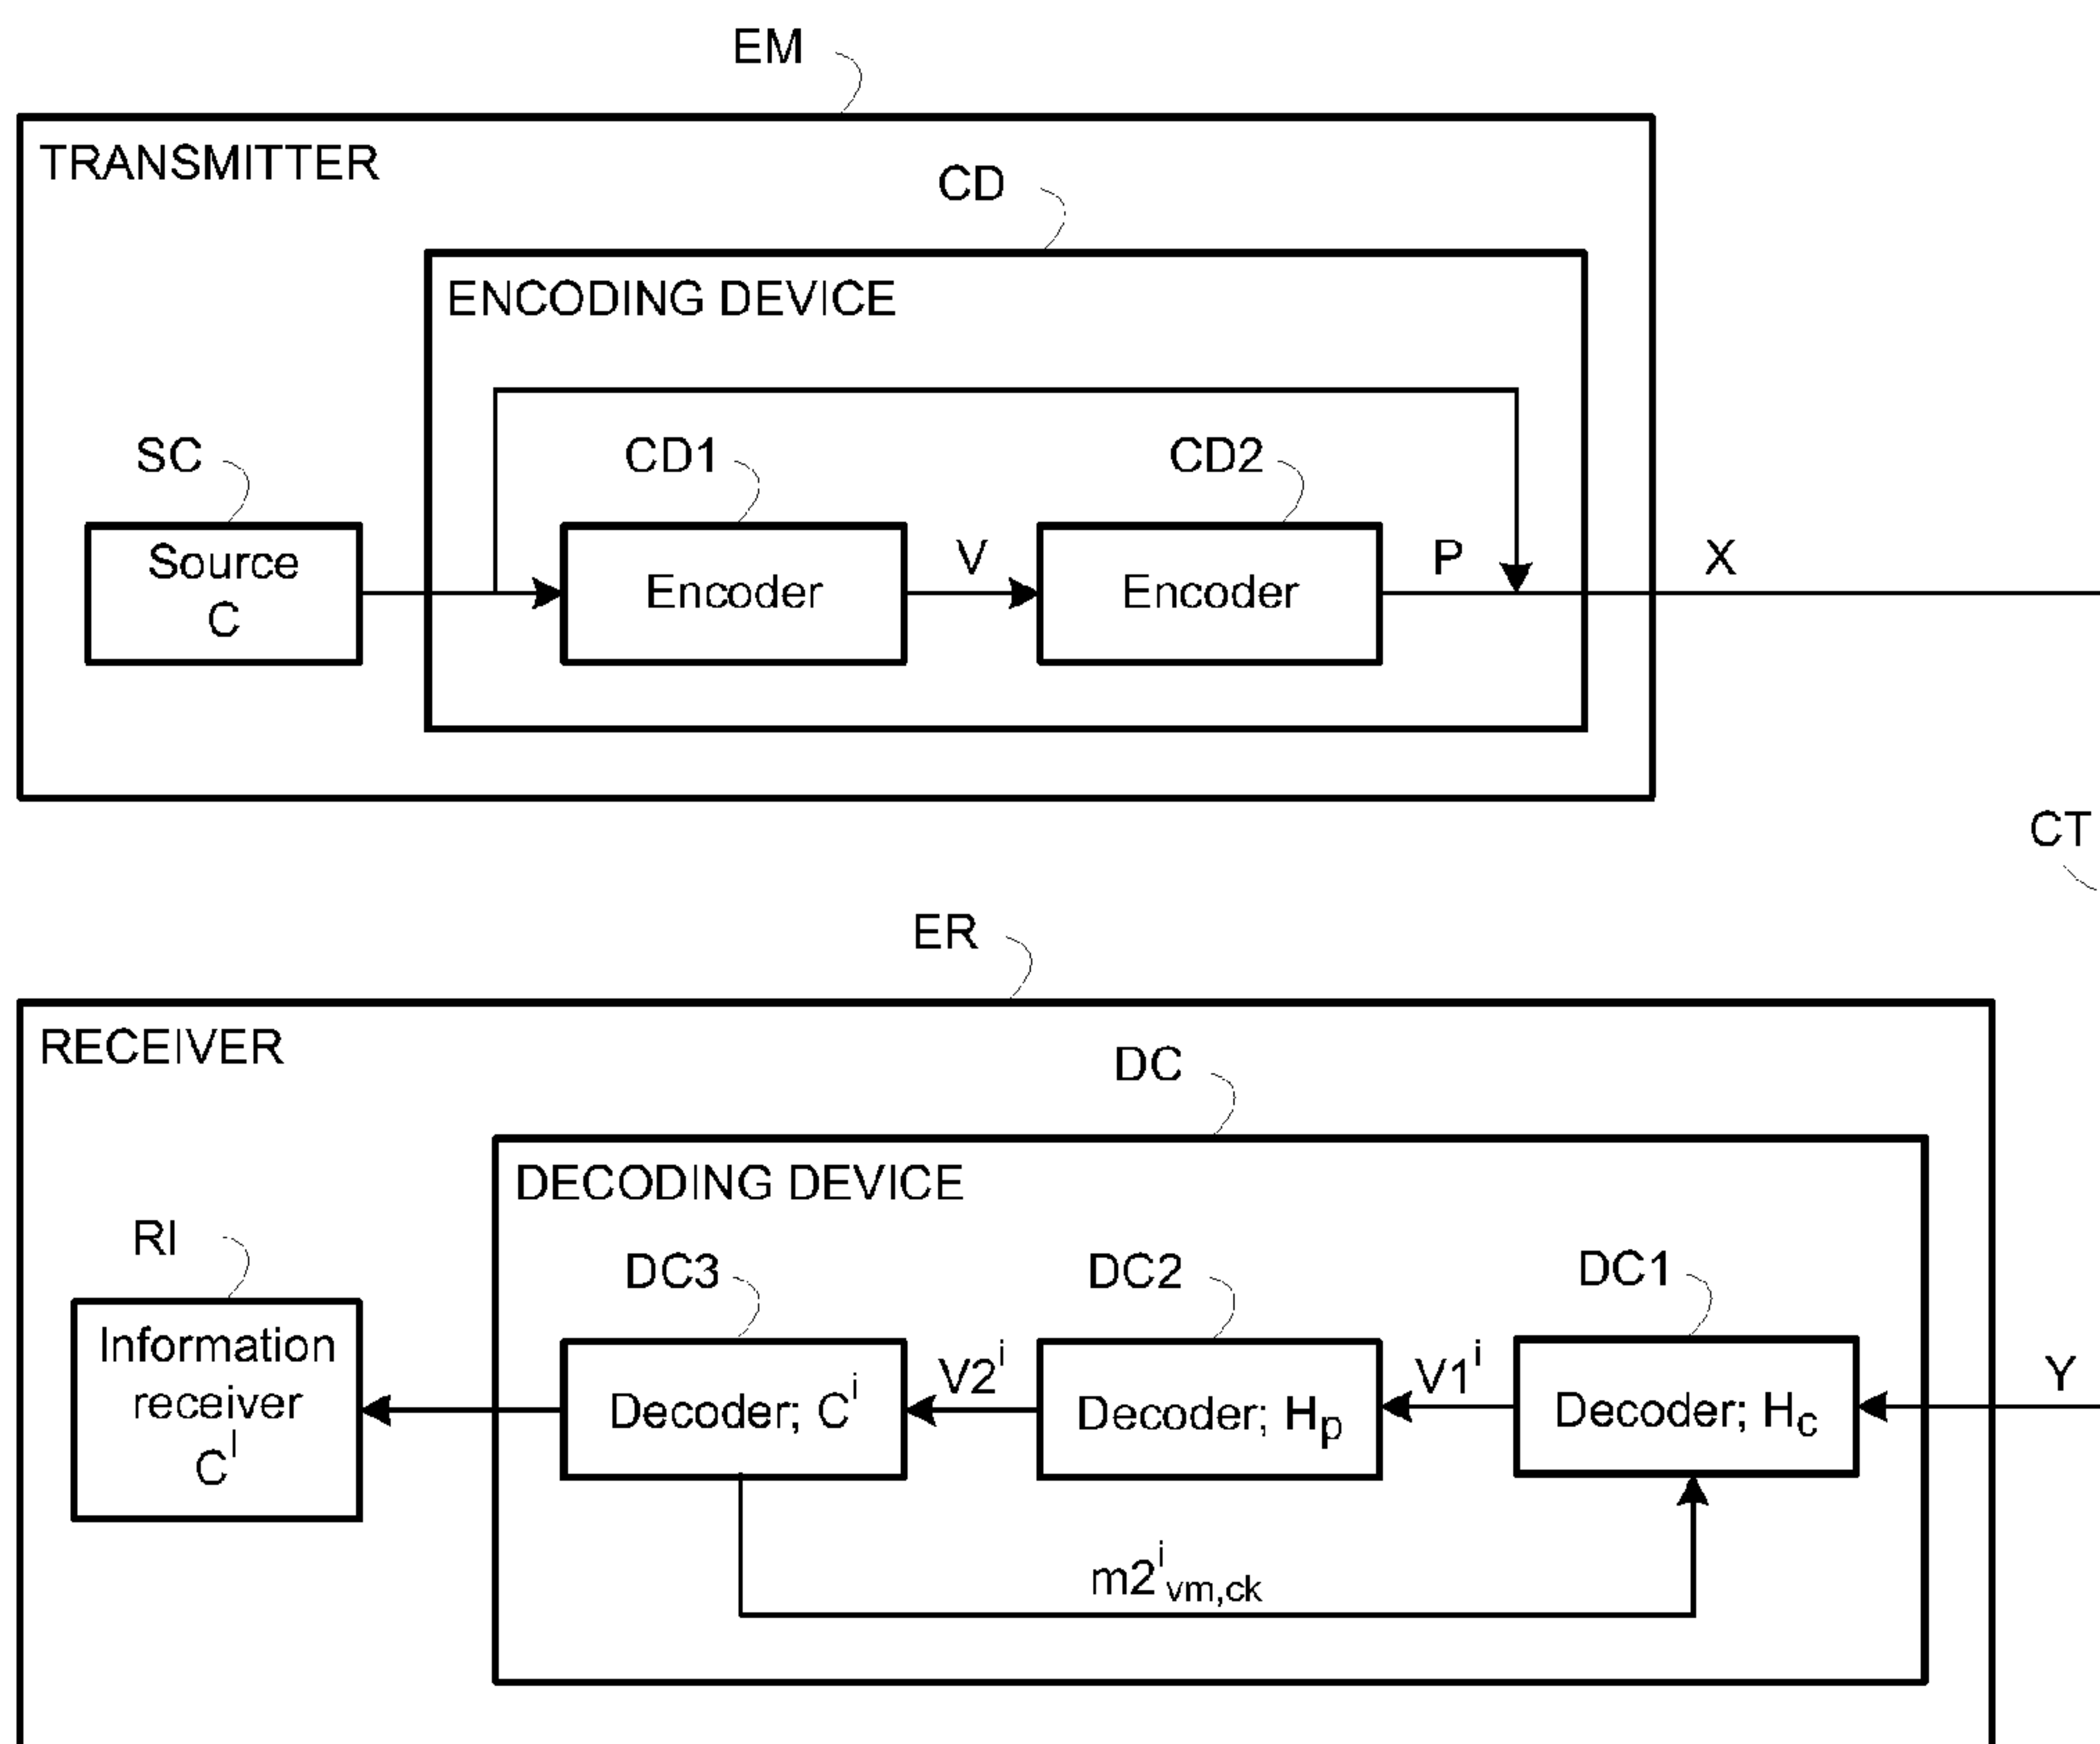 EM
TRANSMITTER
CD
ENCODING DEVICE
SC
CD1
CD2
Source
C
Encoder
V
Encoder
P
X
CT
ER
RECEIVER
DC
DECODING DEVICE
RI
DC3
DC2
DC1
Information
receiver
C^I
Decoder; C^i
V2^i
Decoder; H_p
V1^i
Decoder; H_c
Y
m2^i_vm,ck